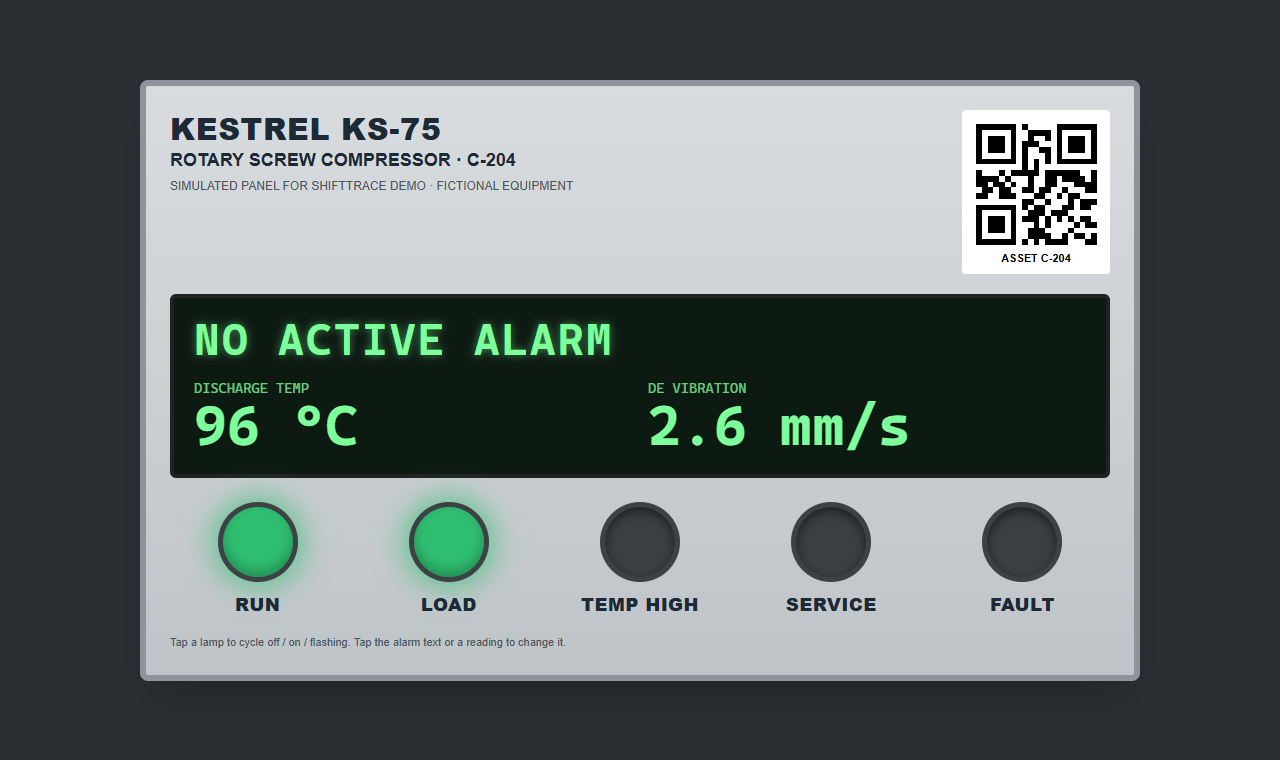 KESTREL KS-75
ROTARY SCREW COMPRESSOR · C-204
SIMULATED PANEL FOR SHIFTTRACE DEMO · FICTIONAL EQUIPMENT
ASSET C-204
NO ACTIVE ALARM
DISCHARGE TEMP
96 °C
DE VIBRATION
2.6 mm/s
RUN
LOAD
TEMP HIGH
SERVICE
FAULT
Tap a lamp to cycle off / on / flashing. Tap the alarm text or a reading to change it.